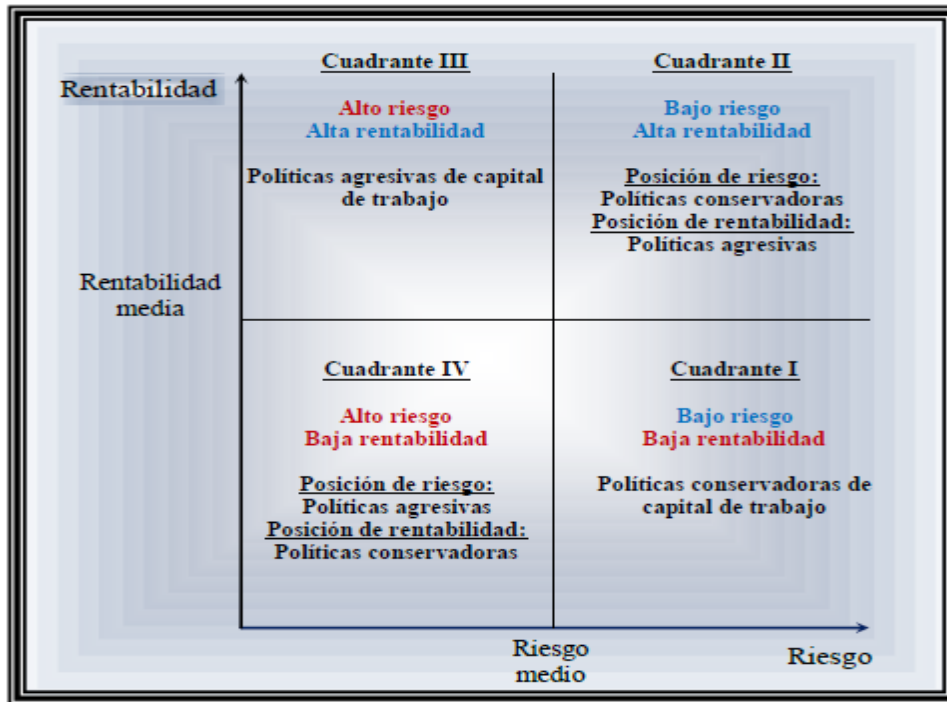 Rentabilidad
Cuadrante III
Alto riesgo
Alta rentabilidad
Políticas agresivas de capital
de trabajo
Cuadrante II
Bajo riesgo
Alta rentabilidad
Posición de riesgo:
Políticas conservadoras
Posición de rentabilidad:
Políticas agresivas
Rentabilidad
media
Cuadrante IV
Alto riesgo
Baja rentabilidad
Posición de riesgo:
Políticas agresivas
Posición de rentabilidad:
Políticas conservadoras
Cuadrante I
Bajo riesgo
Baja rentabilidad
Políticas conservadoras de
capital de trabajo
Riesgo
medio
Riesgo